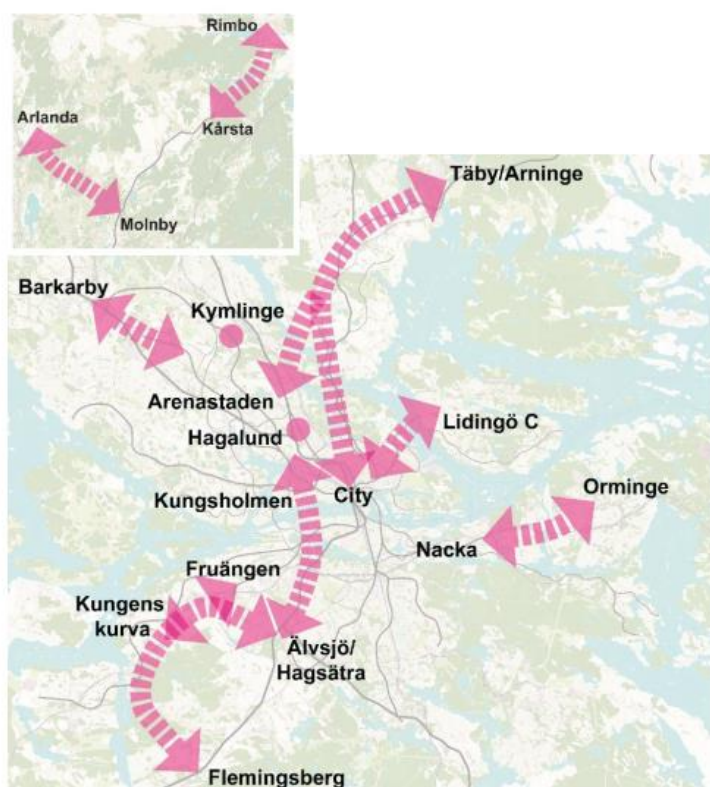 Rimbo
Arlanda
Kårsta
Molnby
Täby/Arninge
Barkarby
Kymlinge
Arenastaden
Hagalund
Lidingö C
Kungsholmen
City
Orminge
Nacka
Fruängen
Kungens
kurva
Älvsjö/
Hagsätra
Flemingsberg